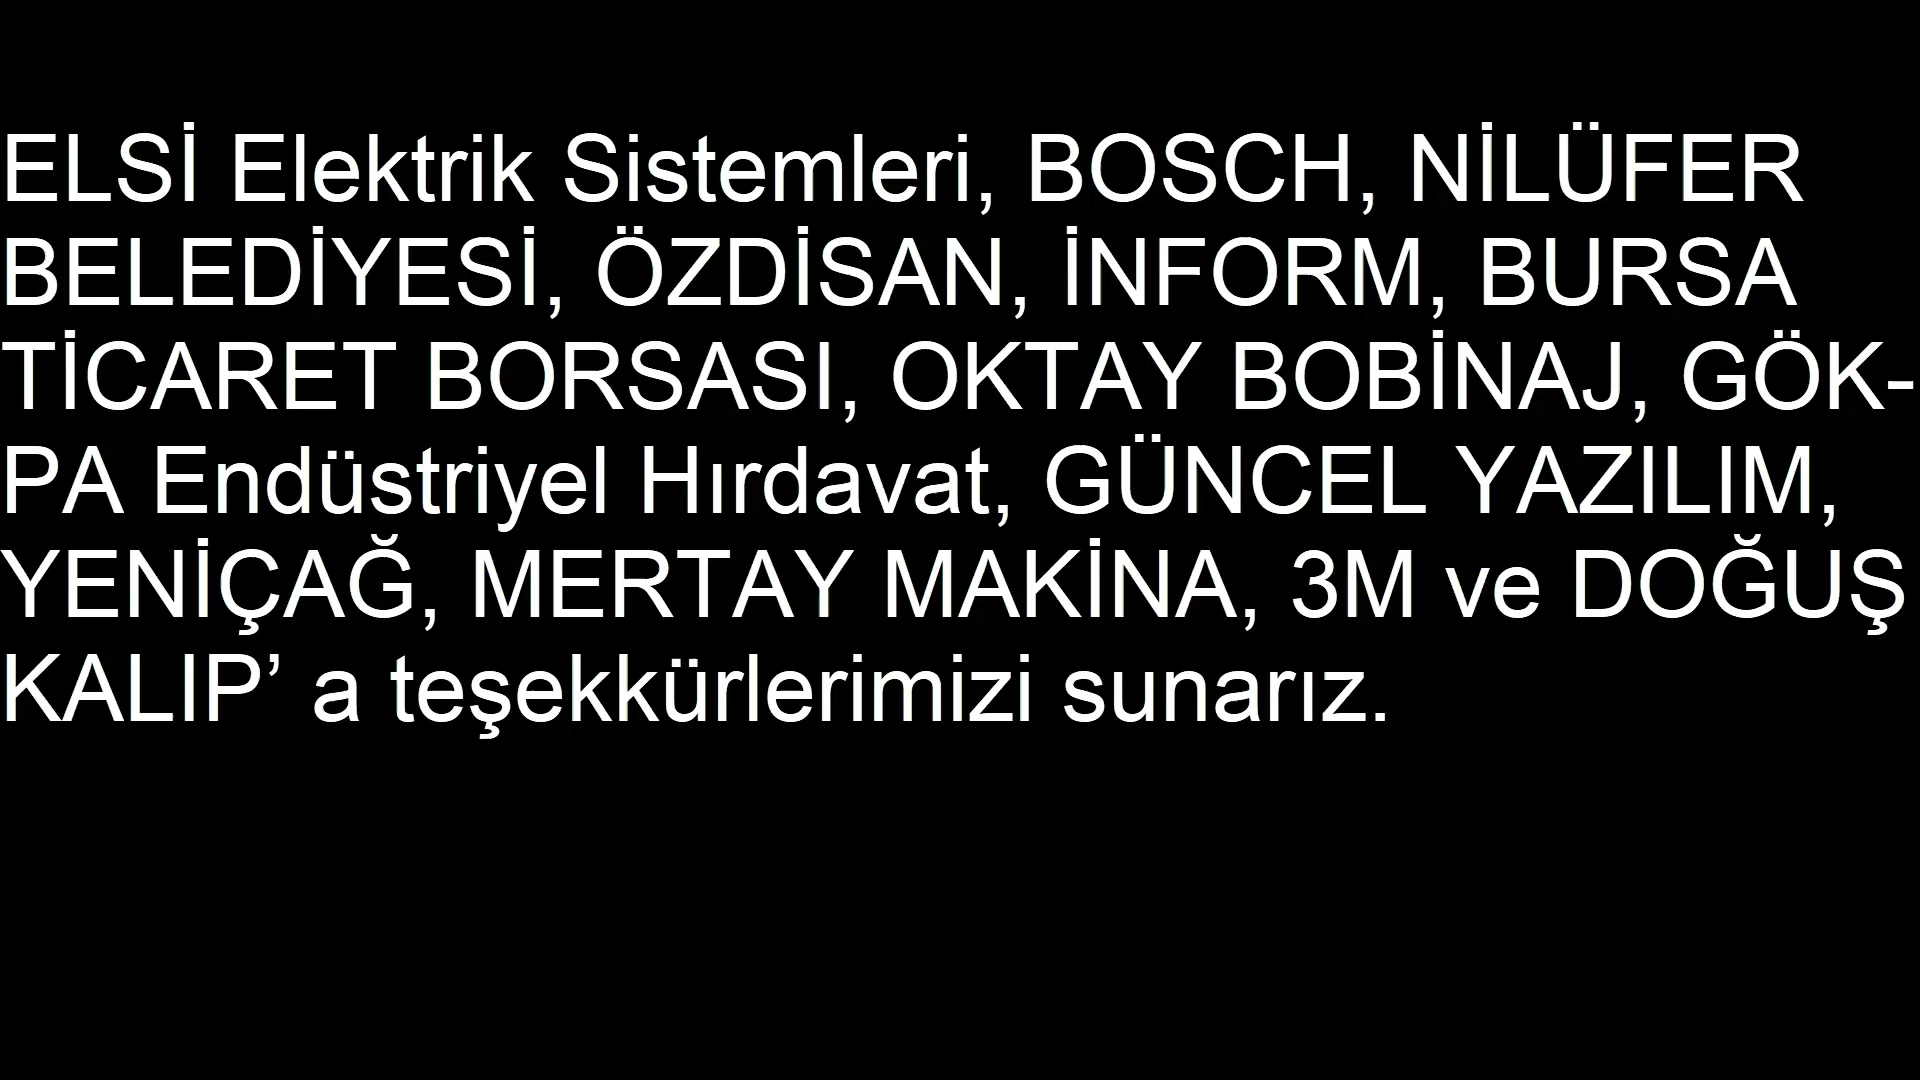 ELSİ Elektrik Sistemleri, BOSCH, NİLÜFER
BELEDİYESİ, ÖZDİSAN, İNFORM, BURSA
TİCARET BORSASI, OKTAY BOBİNAJ, GÖK-
PA Endüstriyel Hırdavat, GÜNCEL YAZILIM,
YENİÇAĞ, MERTAY MAKİNA, 3M ve DOĞUŞ
KALIP’ a teşekkürlerimizi sunarız.